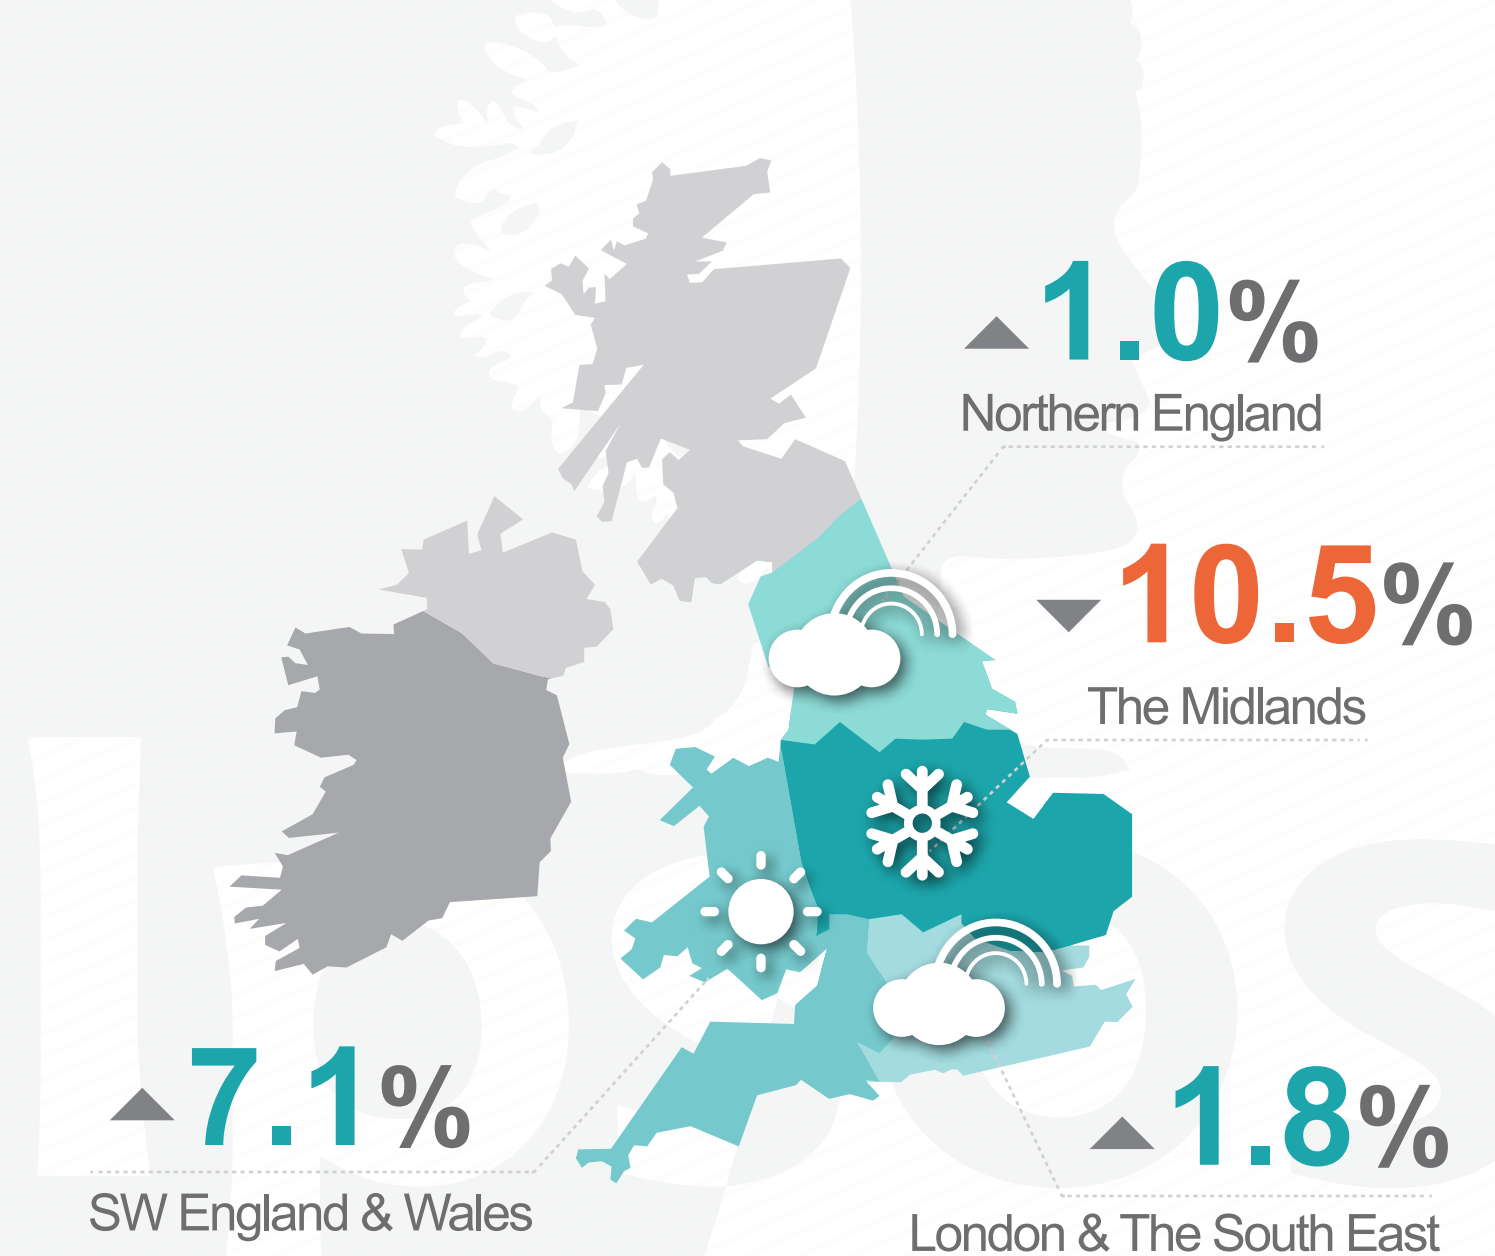 1.0%
Northern England
10.5%
The Midlands
7.1%
SW England & Wales
1.8%
London & The South East
Ipsos